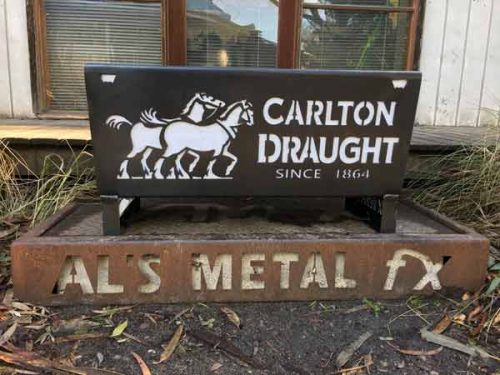 CARLTON
DRAUGHT
SINCE 1864
AL'S METAL fx